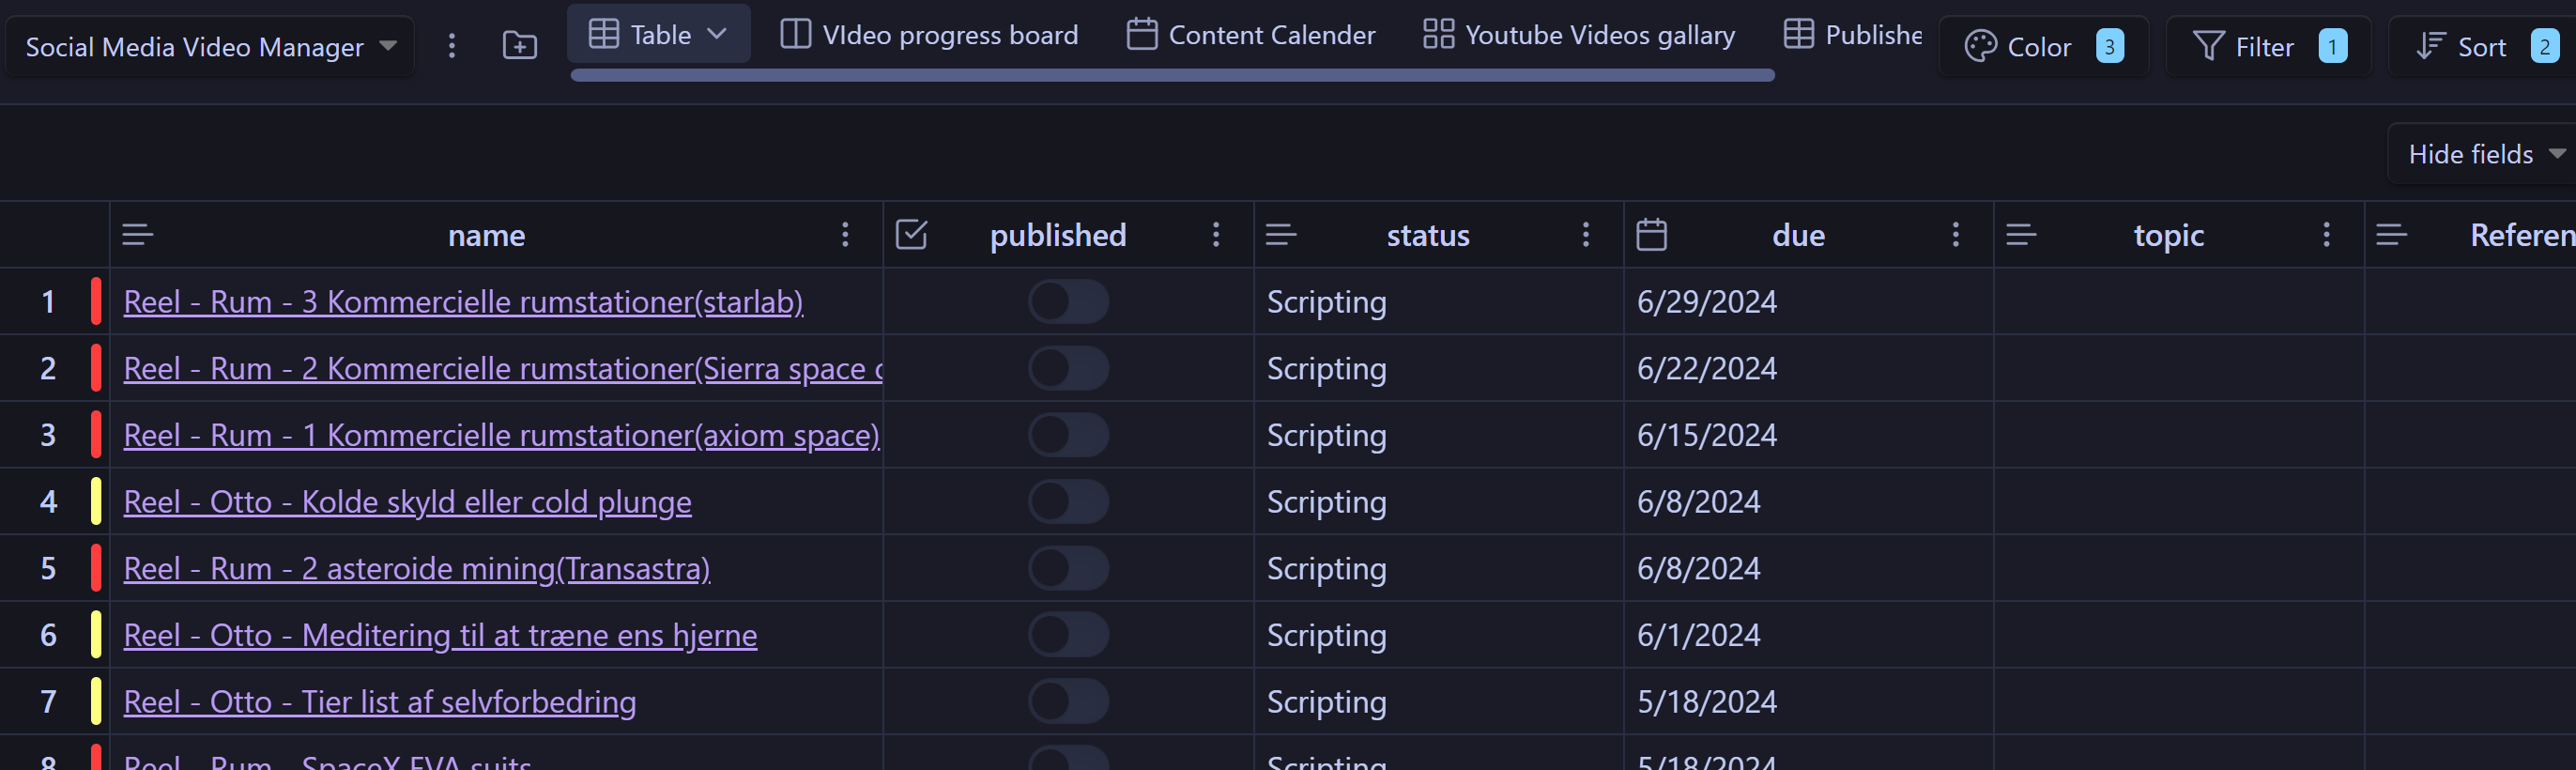 Social Media Video Manager Table VIdeo progress board Content Calender Youtube Videos gallary Publishe Color 3 Filter 1 Sort 2
Hide fields
name published status due topic Referen
1 Reel - Rum - 3 Kommercielle rumstationer(starlab) Scripting 6/29/2024
2 Reel - Rum - 2 Kommercielle rumstationer(Sierra space Scripting 6/22/2024
3 Reel - Rum - 1 Kommercielle rumstationer(axiom space) Scripting 6/15/2024
4 Reel - Otto - Kolde skyld eller cold plunge Scripting 6/8/2024
5 Reel - Rum - 2 asteroide mining(Transastra) Scripting 6/8/2024
6 Reel - Otto - Meditering til at træne ens hjerne Scripting 6/1/2024
7 Reel - Otto - Tier list af selvforbedring Scripting 5/18/2024
8 Reel - Rum - SpaceX EVA suits Scripting 5/18/2024